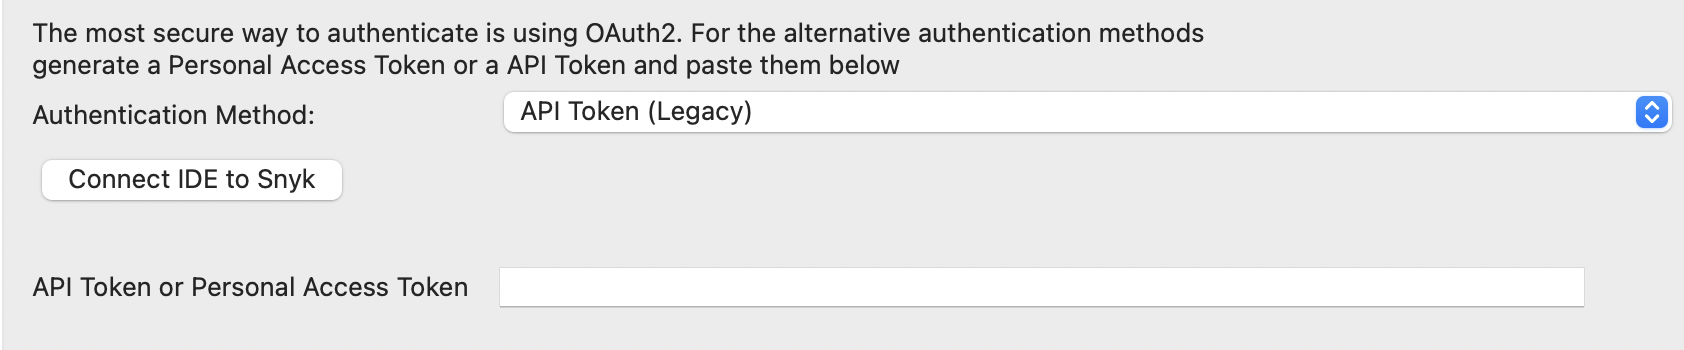 The most secure way to authenticate is using OAuth2. For the alternative authentication methods
generate a Personal Access Token or a API Token and paste them below
Authentication Method: API Token (Legacy)
Connect IDE to Snyk
API Token or Personal Access Token